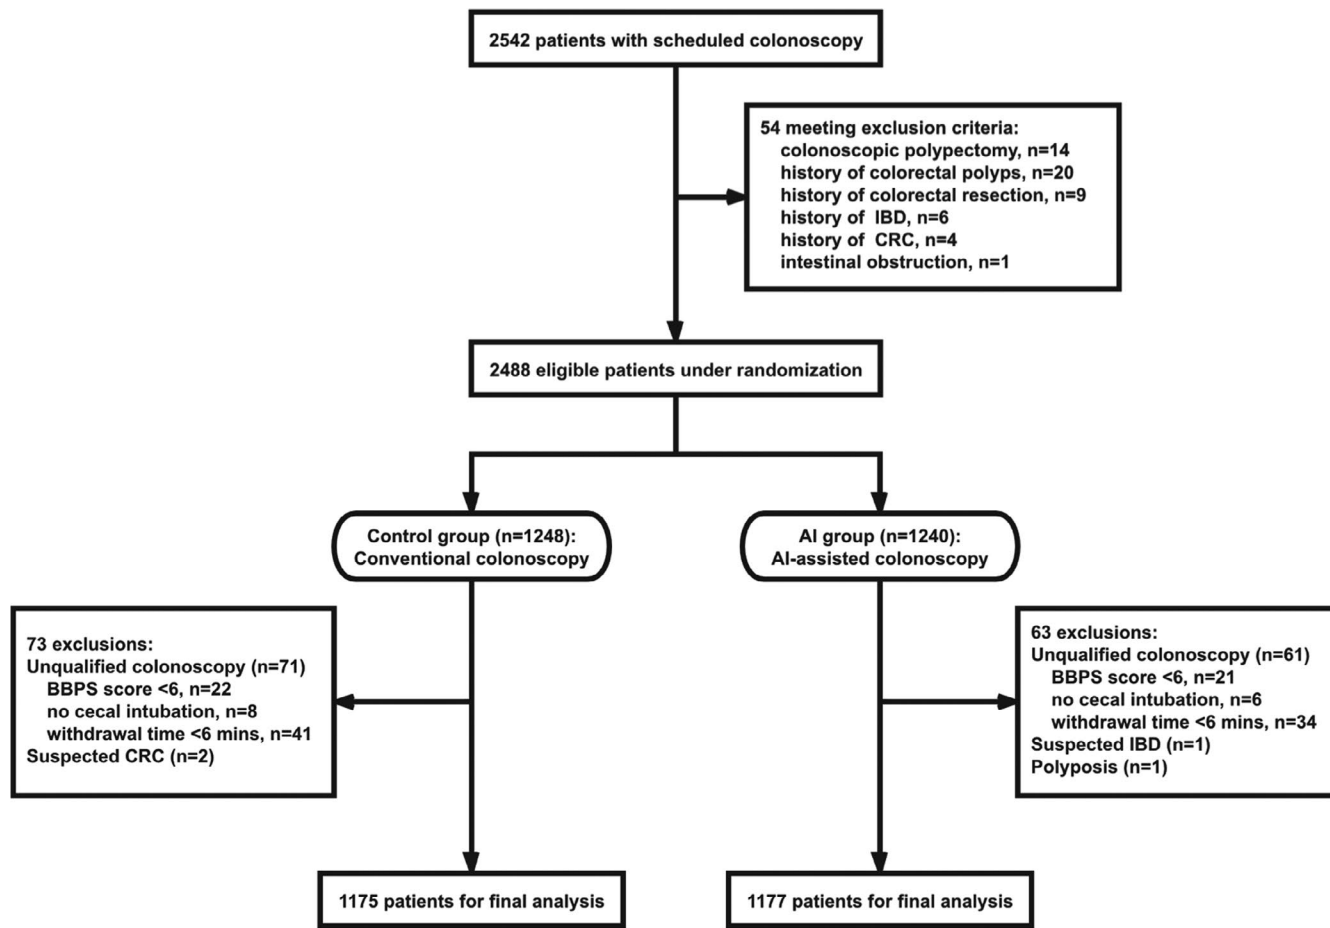 2542 patients with scheduled colonoscopy
54 meeting exclusion criteria:
colonoscopic polypectomy, n=14
history of colorectal polyps, n=20
history of colorectal resection, n=9
history of IBD, n=6
history of CRC, n=4
intestinal obstruction, n=1
2488 eligible patients under randomization
Control group (n=1248):
Conventional colonoscopy
AI group (n=1240):
AI-assisted colonoscopy
73 exclusions:
Unqualified colonoscopy (n=71)
BBPS score <6, n=22
no cecal intubation, n=8
withdrawal time <6 mins, n=41
Suspected CRC (n=2)
63 exclusions:
Unqualified colonoscopy (n=61)
BBPS score <6, n=21
no cecal intubation, n=6
withdrawal time <6 mins, n=34
Suspected IBD (n=1)
Polyposis (n=1)
1175 patients for final analysis
1177 patients for final analysis